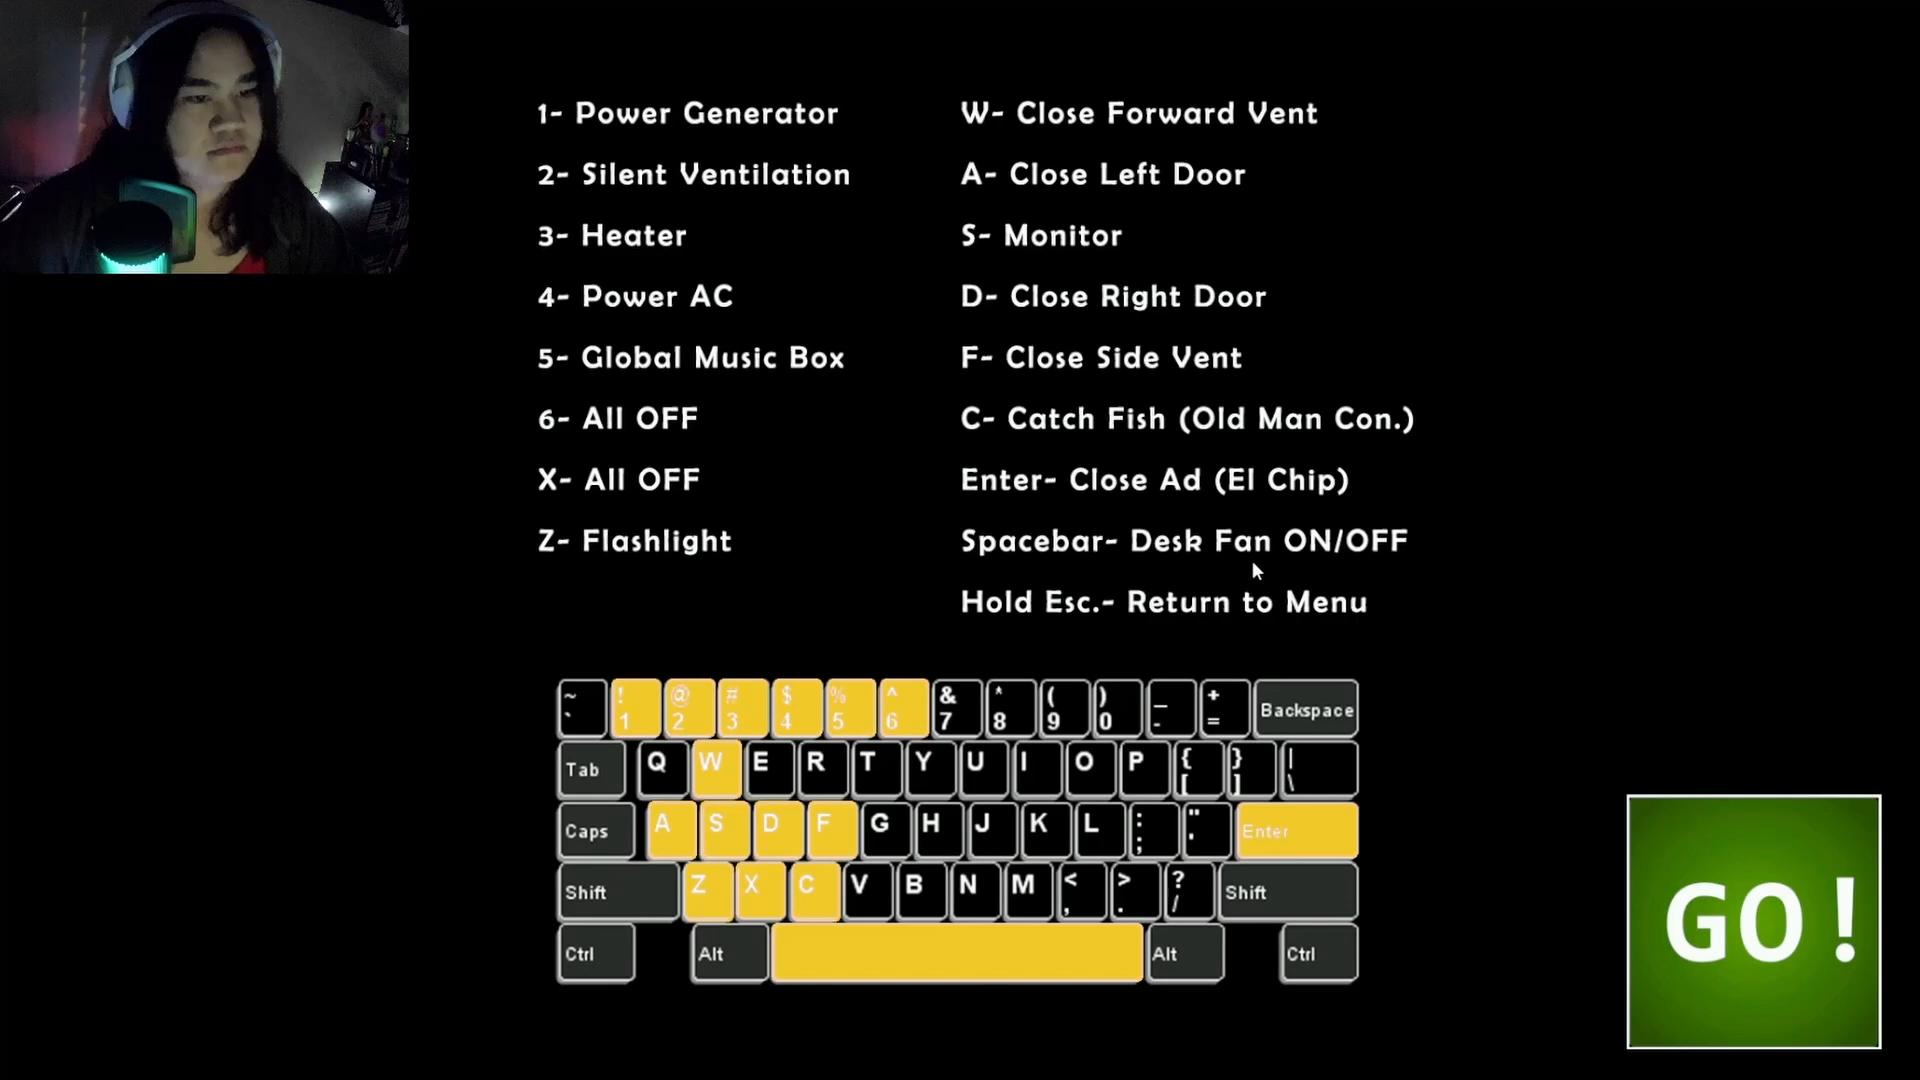 1- Power Generator
2- Silent Ventilation
3- Heater
4- Power AC
5- Global Music Box
6- All OFF
X- All OFF
Z- Flashlight
W- Close Forward Vent
A- Close Left Door
S- Monitor
D- Close Right Door
F- Close Side Vent
C- Catch Fish (Old Man Con.)
Enter- Close Ad (El Chip)
Spacebar- Desk Fan ON/OFF
Hold Esc.- Return to Menu
~ ! @ # $ % ^ & * ( ) _ +
` 1 2 3 4 5 6 7 8 9 0 - = Backspace
Tab Q W E R T Y U I O P { } |
[ ] \
Caps A S D F G H J K L : " Enter
; '
Shift Z X C V B N M < > ? Shift
, . /
Ctrl Alt Alt Ctrl
GO!